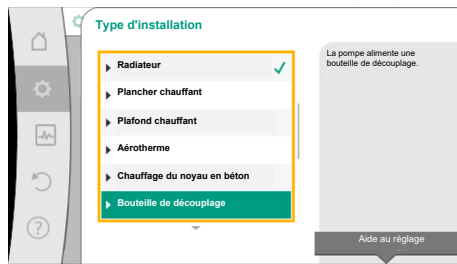 Type d'installation
Radiateur
Plancher chauffant
Plafond chauffant
Aérotherme
Chauffage du noyau en béton
Bouteille de découplage
La pompe alimente une
bouteille de découplage.
Aide au réglage